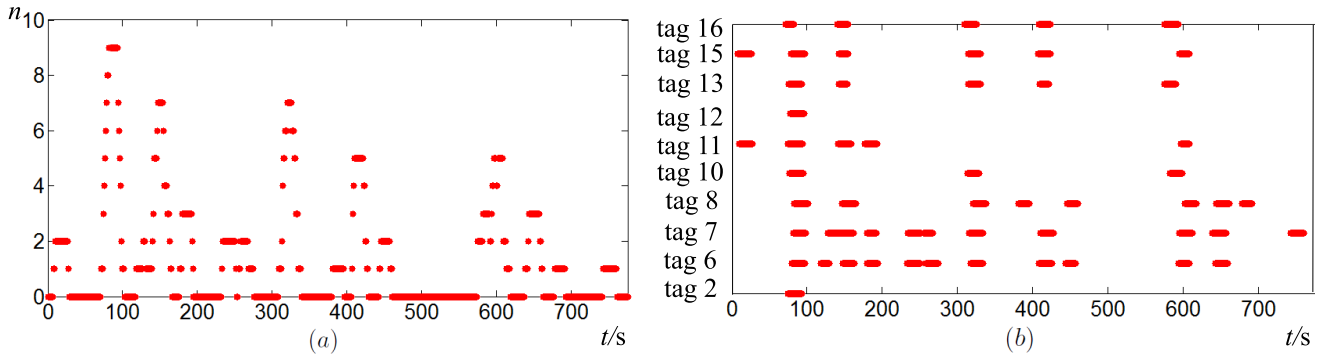 n
10
8
6
4
2
0
0 100 200 300 400 500 600 700
t/s
(a)
tag 16
tag 15
tag 13
tag 12
tag 11
tag 10
tag 8
tag 7
tag 6
tag 2
0 100 200 300 400 500 600 700
t/s
(b)